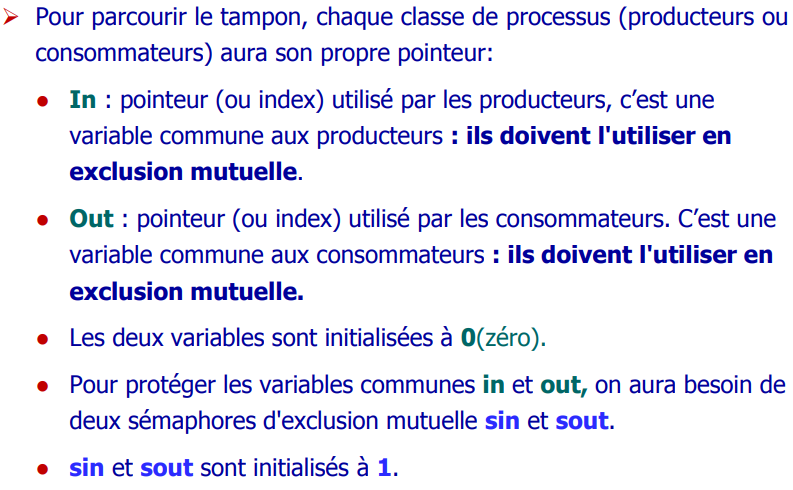 Pour parcourir le tampon, chaque classe de processus (producteurs ou
consommateurs) aura son propre pointeur:
In : pointeur (ou index) utilisé par les producteurs, c’est une
variable commune aux producteurs : ils doivent l'utiliser en
exclusion mutuelle.
Out : pointeur (ou index) utilisé par les consommateurs. C’est une
variable commune aux consommateurs : ils doivent l'utiliser en
exclusion mutuelle.
Les deux variables sont initialisées à 0(zéro).
Pour protéger les variables communes in et out, on aura besoin de
deux sémaphores d'exclusion mutuelle sin et sout.
sin et sout sont initialisés à 1.